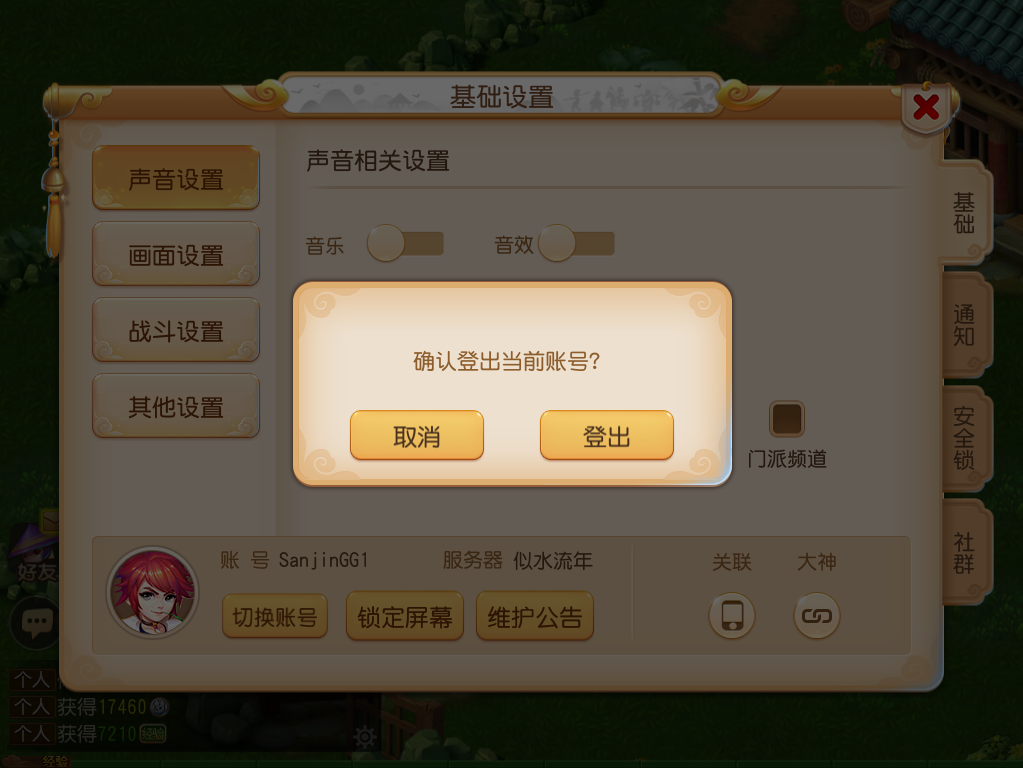 基础设置
声音设置
画面设置
战斗设置
其他设置
声音相关设置
音乐 音效
确认登出当前账号?
取消 登出
门派频道
基础
通知
安全锁
社群
账 号 SanjinGG1 服务器 似水流年
切换账号 锁定屏幕 维护公告
关联 大神
好友
个人
个人 获得17460
个人 获得7210 经验
经验